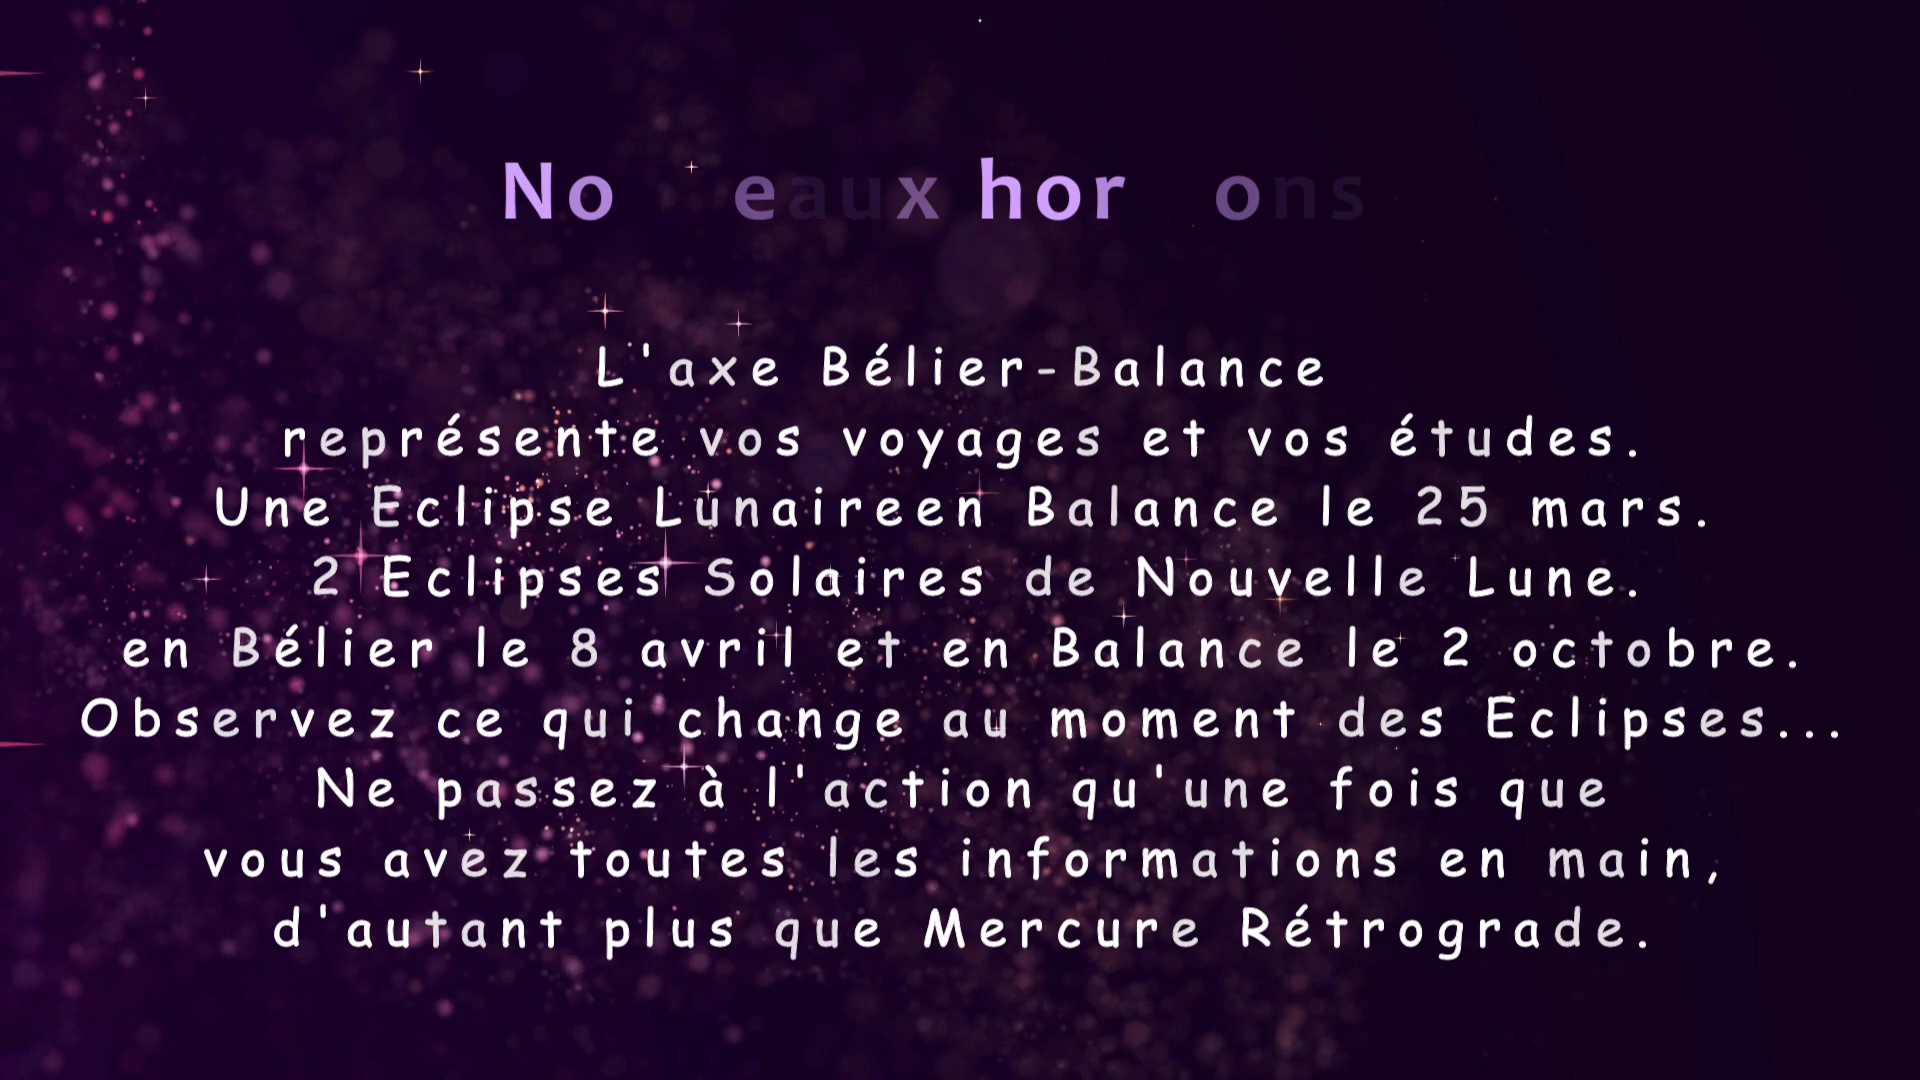 No eaux hor ons
L'axe Bélier-Balance
représente vos voyages et vos études.
Une Eclipse Lunaireen Balance le 25 mars.
2 Eclipses Solaires de Nouvelle Lune.
en Bélier le 8 avril et en Balance le 2 octobre.
Observez ce qui change au moment des Eclipses...
Ne passez à l'action qu'une fois que
vous avez toutes les informations en main,
d'autant plus que Mercure Rétrograde.